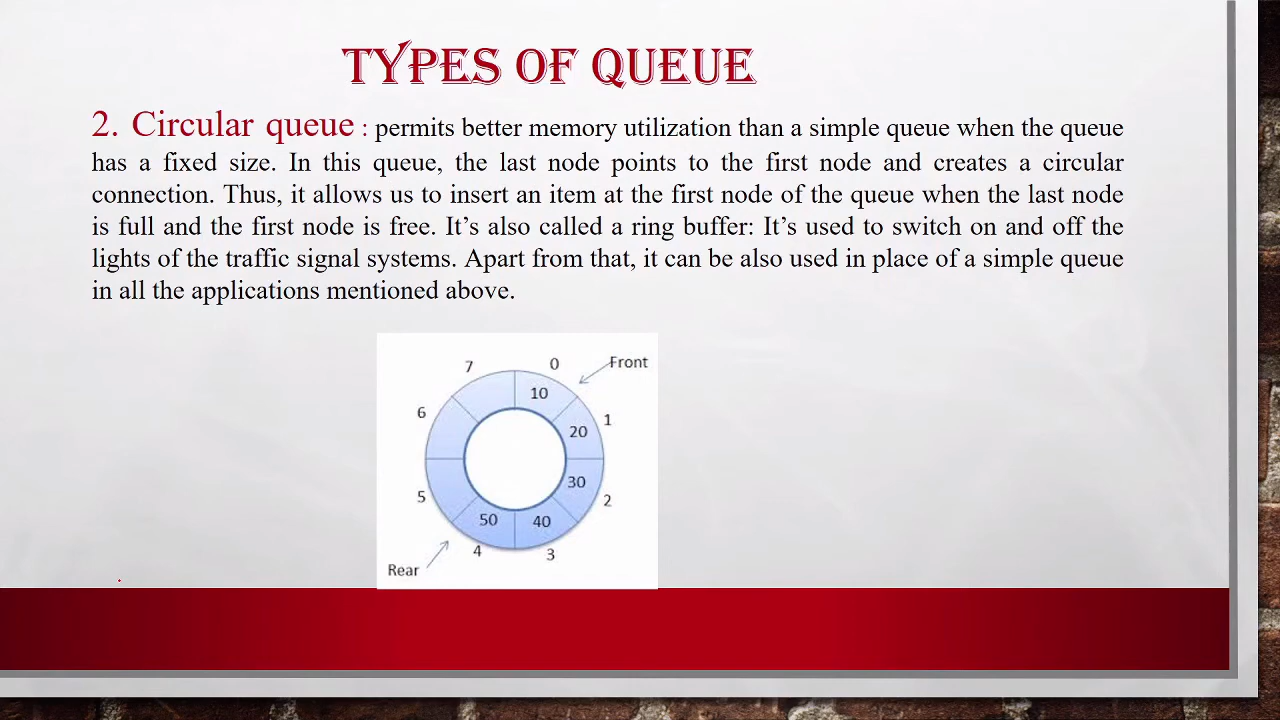 TYPES OF QUEUE
2. Circular queue : permits better memory utilization than a simple queue when the queue
has a fixed size. In this queue, the last node points to the first node and creates a circular
connection. Thus, it allows us to insert an item at the first node of the queue when the last node
is full and the first node is free. It’s also called a ring buffer: It’s used to switch on and off the
lights of the traffic signal systems. Apart from that, it can be also used in place of a simple queue
in all the applications mentioned above.
7
0
Front
10
6
1
20
30
5
2
50
40
4
3
Rear